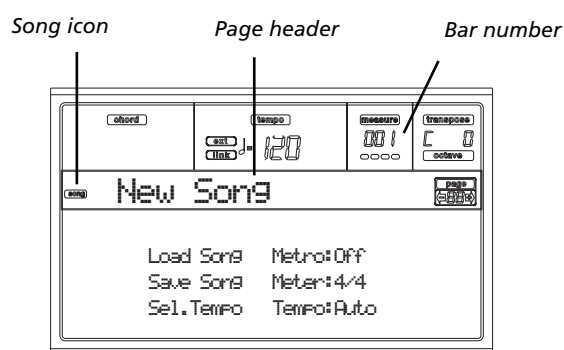 Song icon Page header Bar number
chord tempo measure transpose
ext
link ♩= 120 001 C 0
octave
song New Song page
Load Song Metro:Off
Save Song Meter:4/4
Sel.Tempo Tempo:Auto